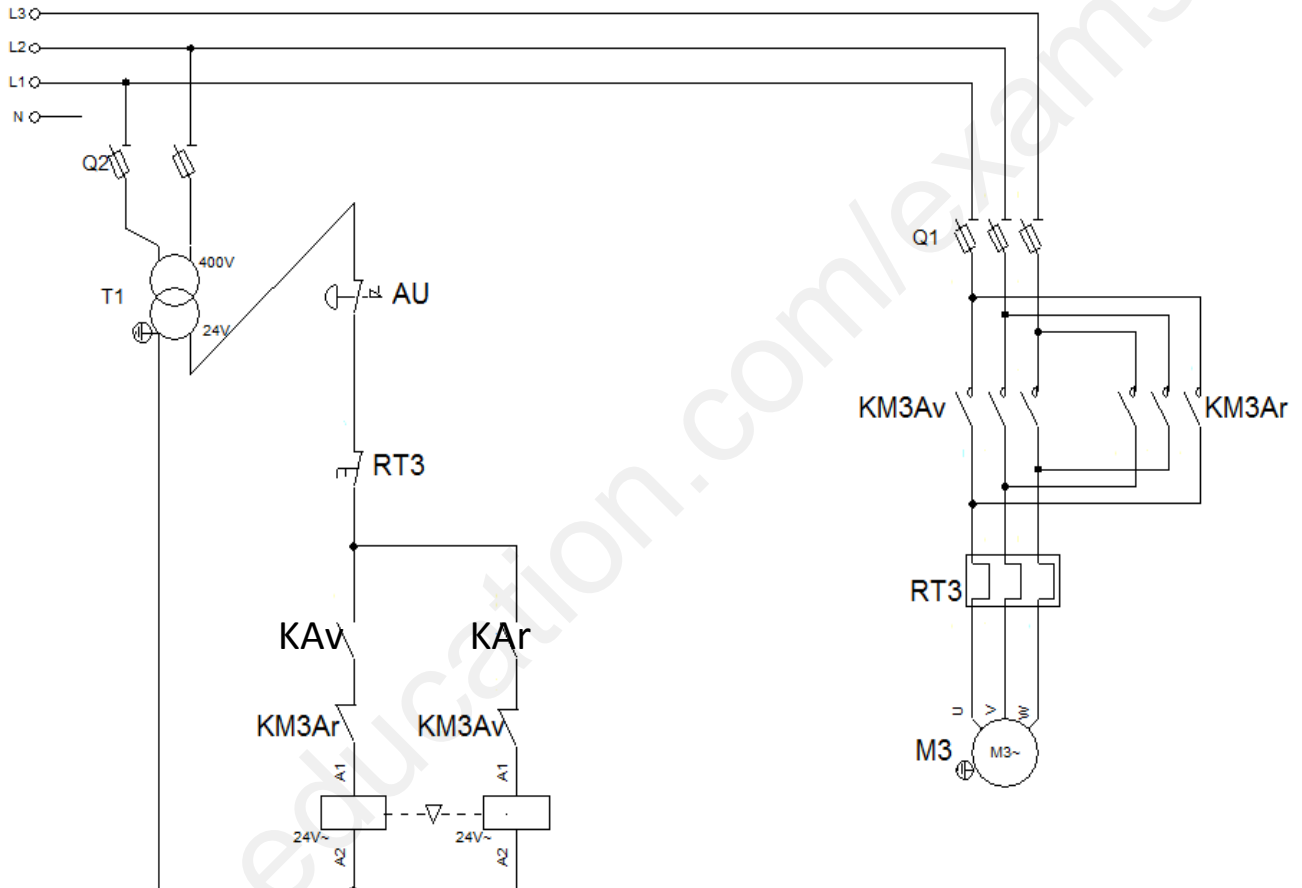 L3
L2
L1
N
Q2
400V
T1
24V
AU
RT3
KAv KAr
KM3Ar KM3Av
A1 A1
24V~ 24V~
A2 A2
Q1
KM3Av KM3Ar
RT3
U V W
M3 M3~
education.com/exams